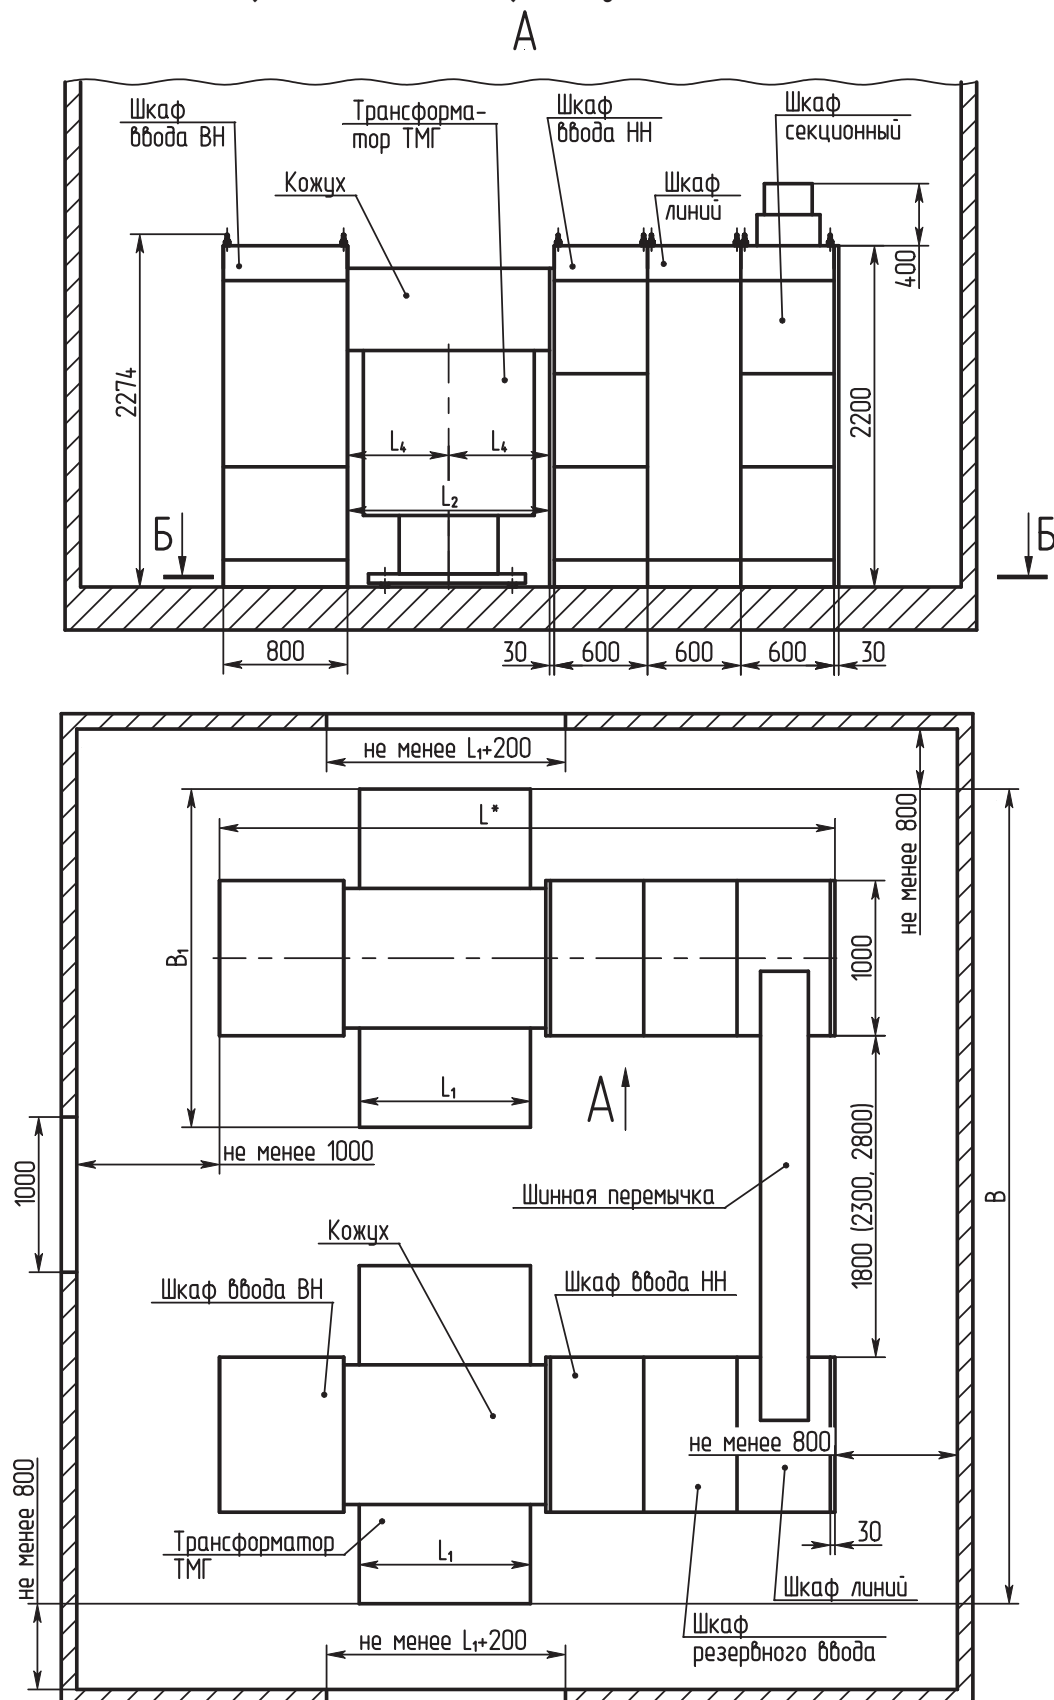 А
Шкаф
ввода ВН
Трансформа-
тор ТМГ
Шкаф
ввода НН
Шкаф
секционный
Кожух
Шкаф
линий
400
2274
2200
L₄
L₄
L₂
Б
Б
800
30
600
600
600
30
не менее L₁+200
L*
не менее 800
B₁
1000
L₁
А
не менее 1000
1000
1800 (2300, 2800)
Шинная перемычка
В
Кожух
Шкаф ввода ВН
Шкаф ввода НН
не менее 800
не менее 800
30
Трансформатор
ТМГ
L₁
Шкаф линий
Шкаф
резервного ввода
не менее L₁+200